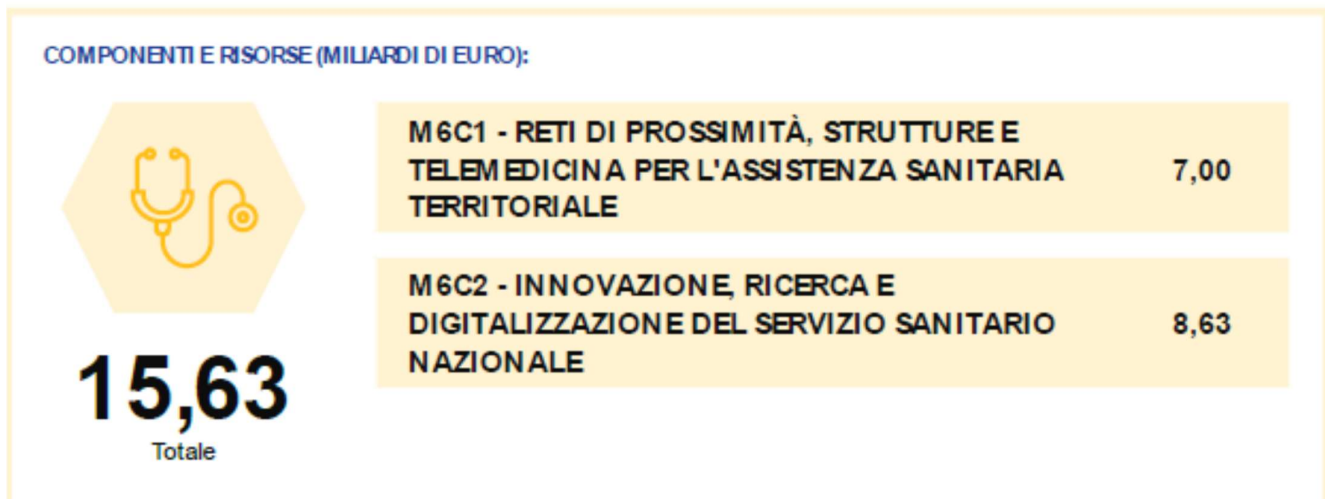 COMPONENTI E RISORSE (MILIARDI DI EURO):
M6C1 - RETI DI PROSSIMITÀ, STRUTTURE E
TELEMEDICINA PER L'ASSISTENZA SANITARIA
TERRITORIALE
7,00
M6C2 - INNOVAZIONE, RICERCA E
DIGITALIZZAZIONE DEL SERVIZIO SANITARIO
NAZIONALE
8,63
15,63
Totale